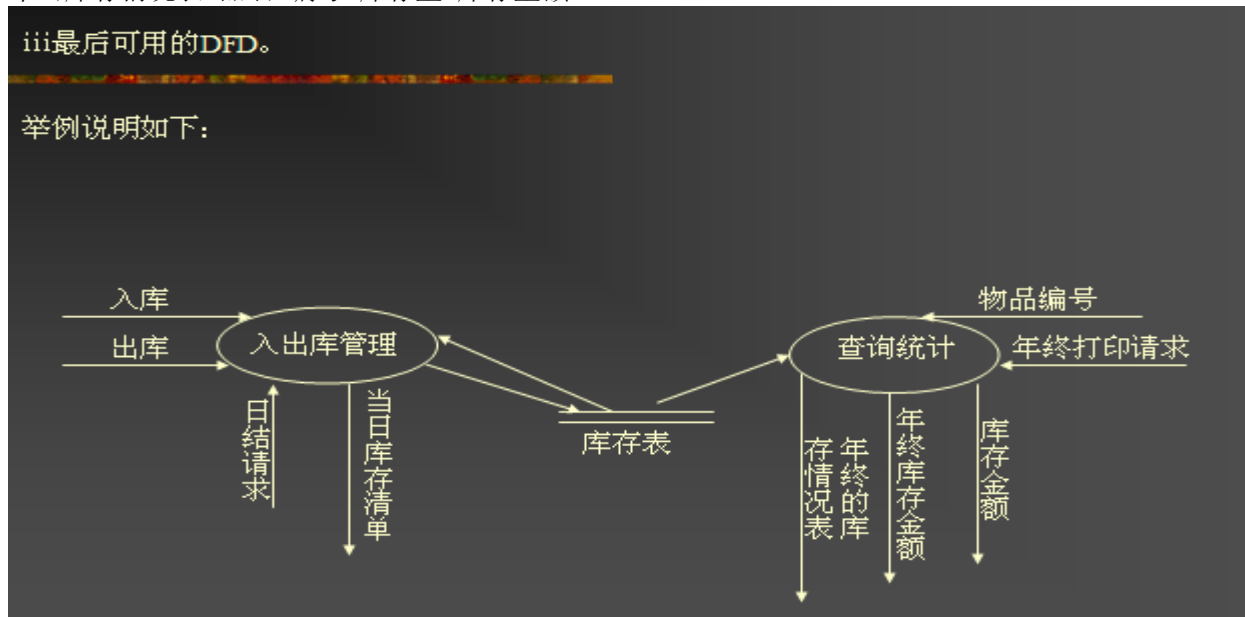 iii最后可用的DFD。
举例说明如下：
入库
出库
入出库管理
日结请求
当日库存清单
库存表
物品编号
查询统计
年终打印请求
年终的库
存情况表
年终库存金额
库存金额